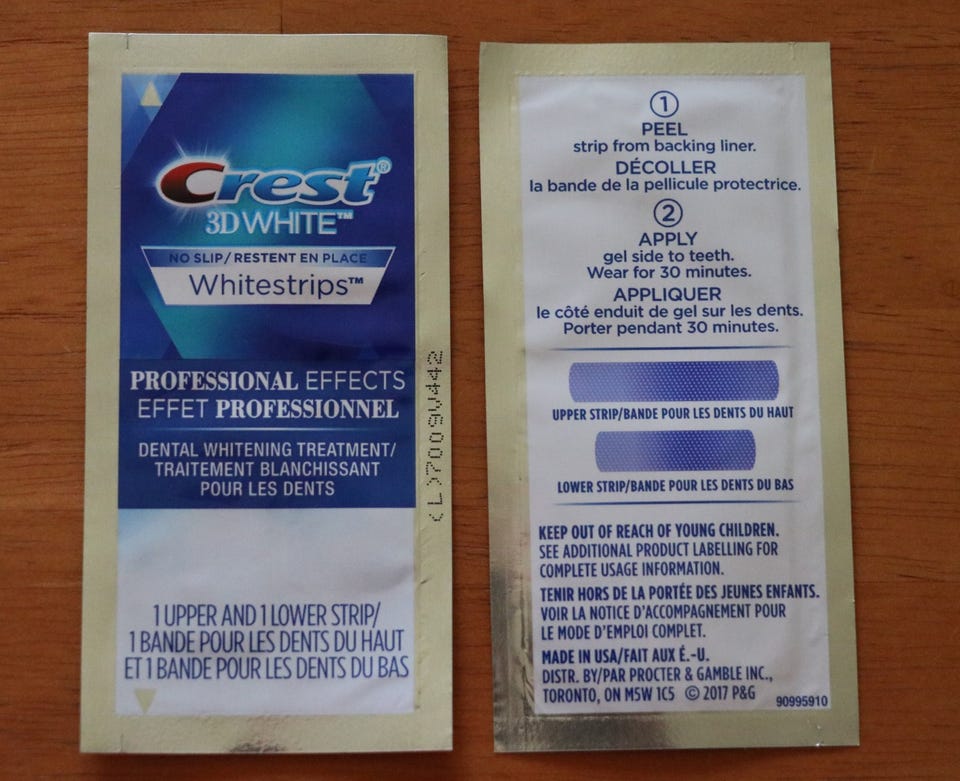 Crest®
3D WHITE™
NO SLIP/RESTENT EN PLACE
Whitestrips™
PROFESSIONAL EFFECTS
EFFET PROFESSIONNEL
DENTAL WHITENING TREATMENT/
TRAITEMENT BLANCHISSANT
POUR LES DENTS
1 UPPER AND 1 LOWER STRIP/
1 BANDE POUR LES DENTS DU HAUT
ET 1 BANDE POUR LES DENTS DU BAS
(L)7009V442
1
PEEL
strip from backing liner.
DÉCOLLER
la bande de la pellicule protectrice.
2
APPLY
gel side to teeth.
Wear for 30 minutes.
APPLIQUER
le côté enduit de gel sur les dents.
Porter pendant 30 minutes.
UPPER STRIP/BANDE POUR LES DENTS DU HAUT
LOWER STRIP/BANDE POUR LES DENTS DU BAS
KEEP OUT OF REACH OF YOUNG CHILDREN.
SEE ADDITIONAL PRODUCT LABELLING FOR
COMPLETE USAGE INFORMATION.
TENIR HORS DE LA PORTÉE DES JEUNES ENFANTS.
VOIR LA NOTICE D'ACCOMPAGNEMENT POUR
LE MODE D'EMPLOI COMPLET.
MADE IN USA/FAIT AUX É.-U.
DISTR. BY/PAR PROCTER & GAMBLE INC.,
TORONTO, ON M5W 1C5 © 2017 P&G
90995910